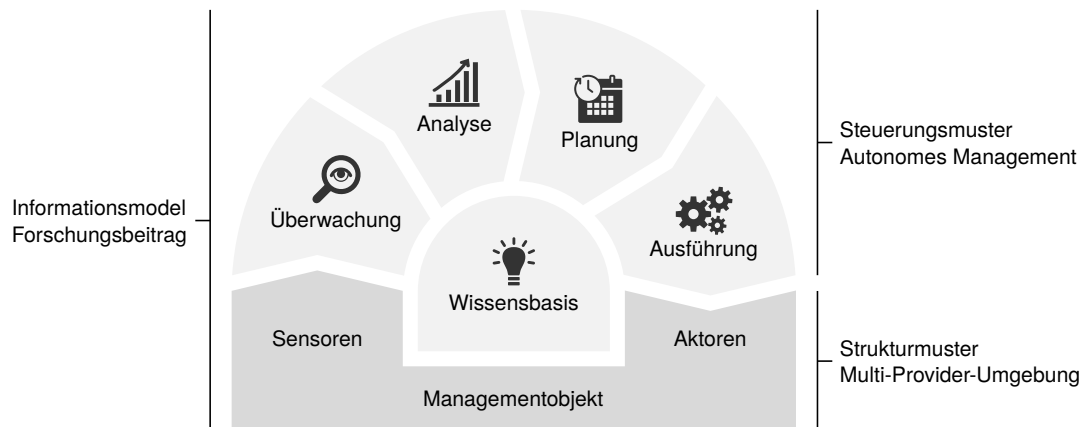 Analyse
Planung
Steuerungsmuster
Autonomes Management
Informationsmodel
Forschungsbeitrag
Überwachung
Ausführung
Wissensbasis
Sensoren
Aktoren
Strukturmuster
Multi-Provider-Umgebung
Managementobjekt